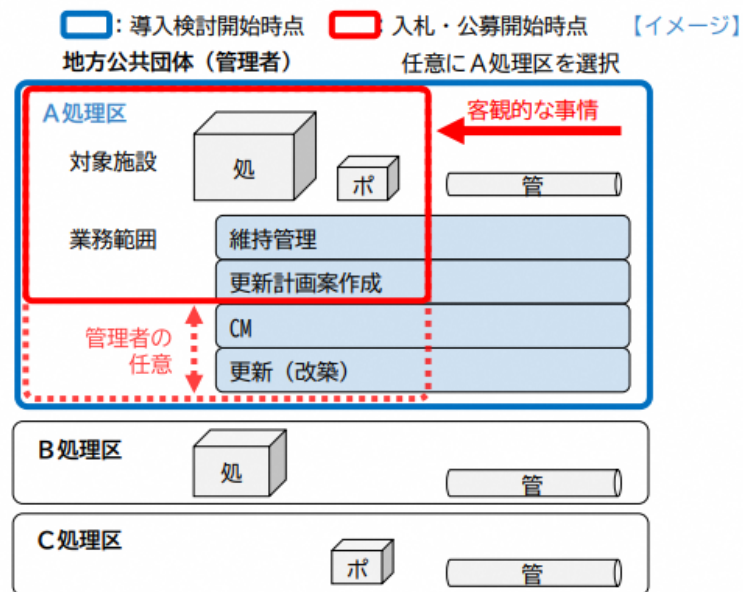 ：導入検討開始時点　：入札・公募開始時点　【イメージ】
地方公共団体（管理者）　任意にA処理区を選択
A処理区
客観的な事情
対象施設
処
ポ
管
業務範囲
維持管理
更新計画案作成
管理者の
任意
CM
更新（改築）
B処理区
処
管
C処理区
ポ
管